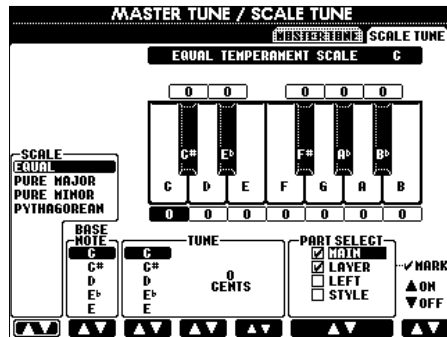 MASTER TUNE / SCALE TUNE
MASTER TUNE SCALE TUNE
EQUAL TEMPERAMENT SCALE C
0 0 0 0 0
C# E♭ F# A♭ B♭
C D E F G A B
0 0 0 0 0 0 0
SCALE
EQUAL
PURE MAJOR
PURE MINOR
PYTHAGOREAN
BASE NOTE
C
C#
D
E♭
E
TUNE
C
C#
D
E♭
E
0
CENTS
PART SELECT
MAIN
LAYER
LEFT
STYLE
MARK
▲ON
▼OFF